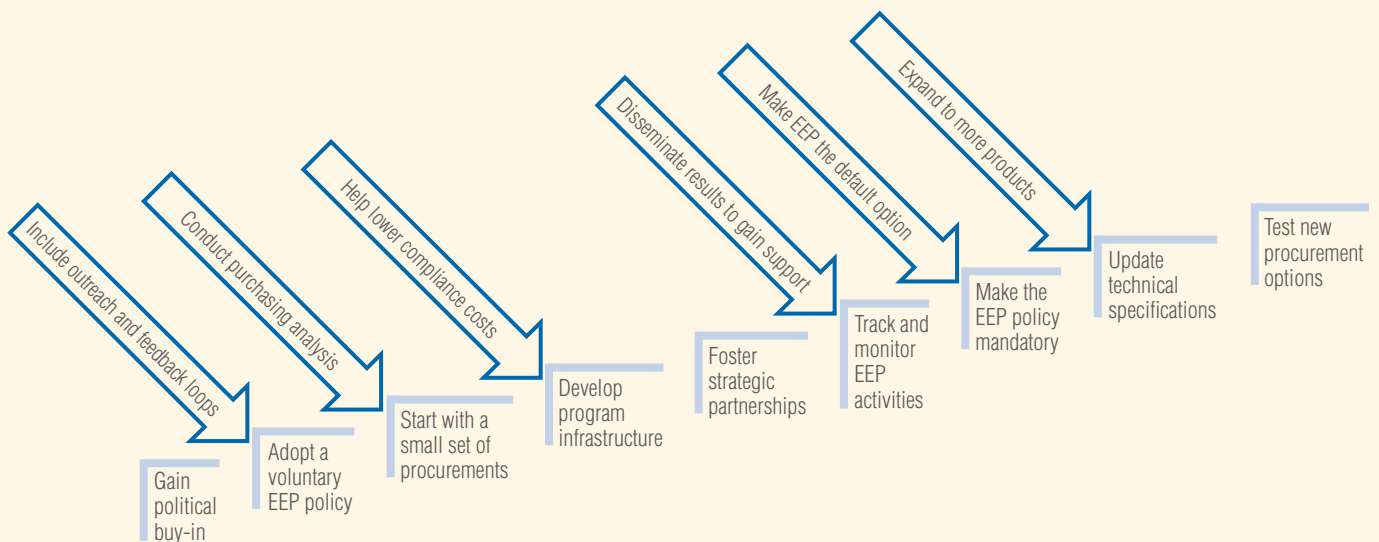 Include outreach and feedback loops
Conduct purchasing analysis
Help lower compliance costs
Disseminate results to gain support
Make EEP the default option
Expand to more products
Gain
political
buy-in
Adopt a
voluntary
EEP policy
Start with a
small set of
procurements
Develop
program
infrastructure
Foster
strategic
partnerships
Track and
monitor
EEP
activities
Make the
EEP policy
mandatory
Update
technical
specifications
Test new
procurement
options